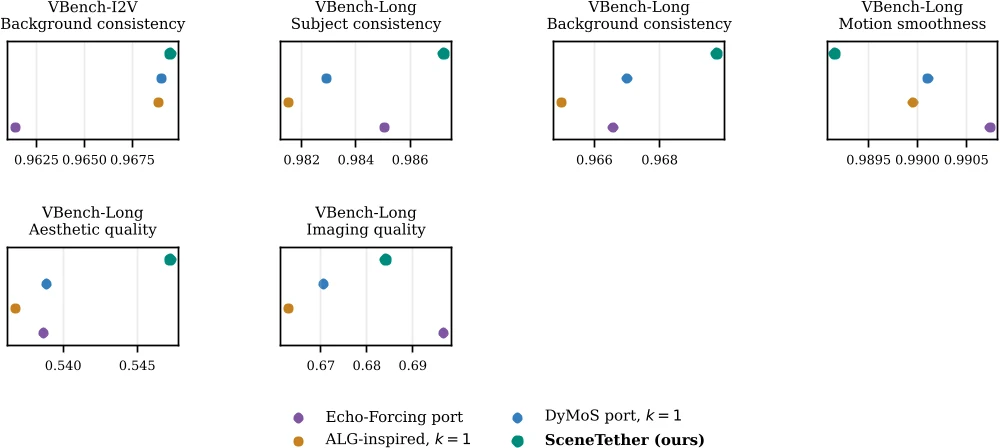 VBench-I2V
Background consistency
VBench-Long
Subject consistency
VBench-Long
Background consistency
VBench-Long
Motion smoothness
0.9625 0.9650 0.9675
0.982 0.984 0.986
0.966 0.968
0.9895 0.9900 0.9905
VBench-Long
Aesthetic quality
VBench-Long
Imaging quality
0.540 0.545
0.67 0.68 0.69
Echo-Forcing port
ALG-inspired, k = 1
DyMoS port, k = 1
SceneTether (ours)